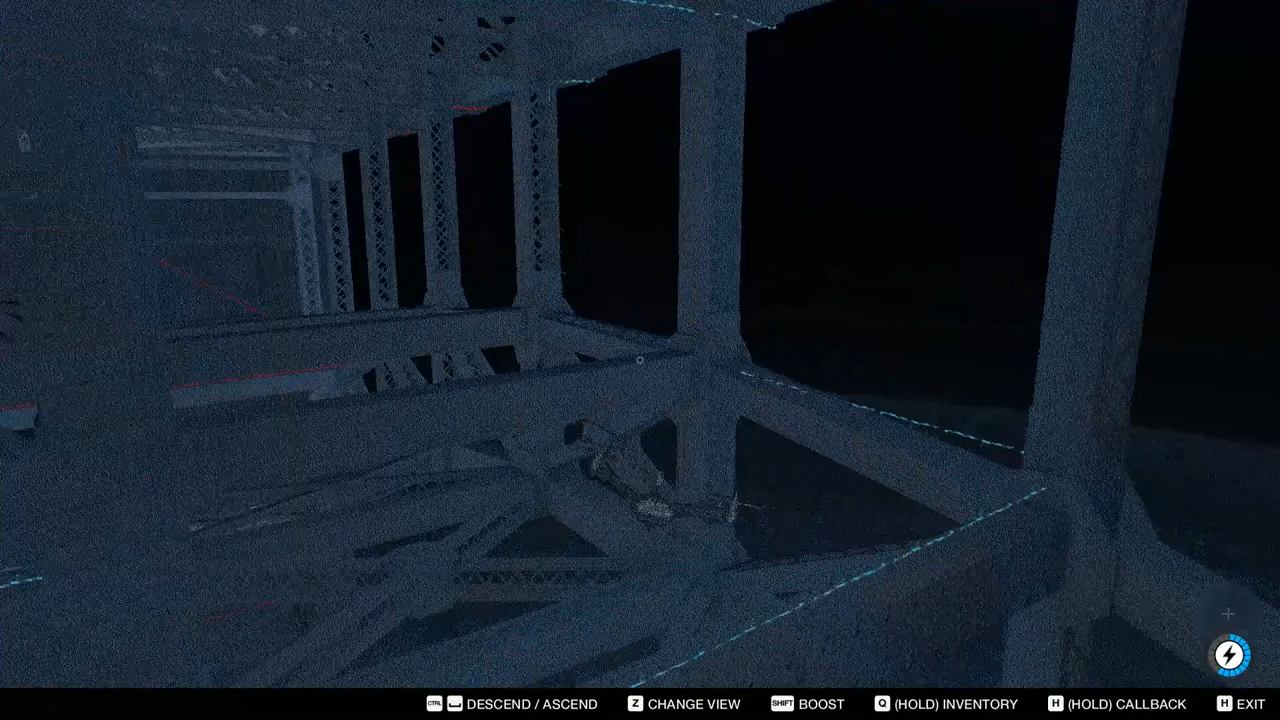 CTRL DESCEND / ASCEND Z CHANGE VIEW SHIFT BOOST Q (HOLD) INVENTORY H (HOLD) CALLBACK H EXIT